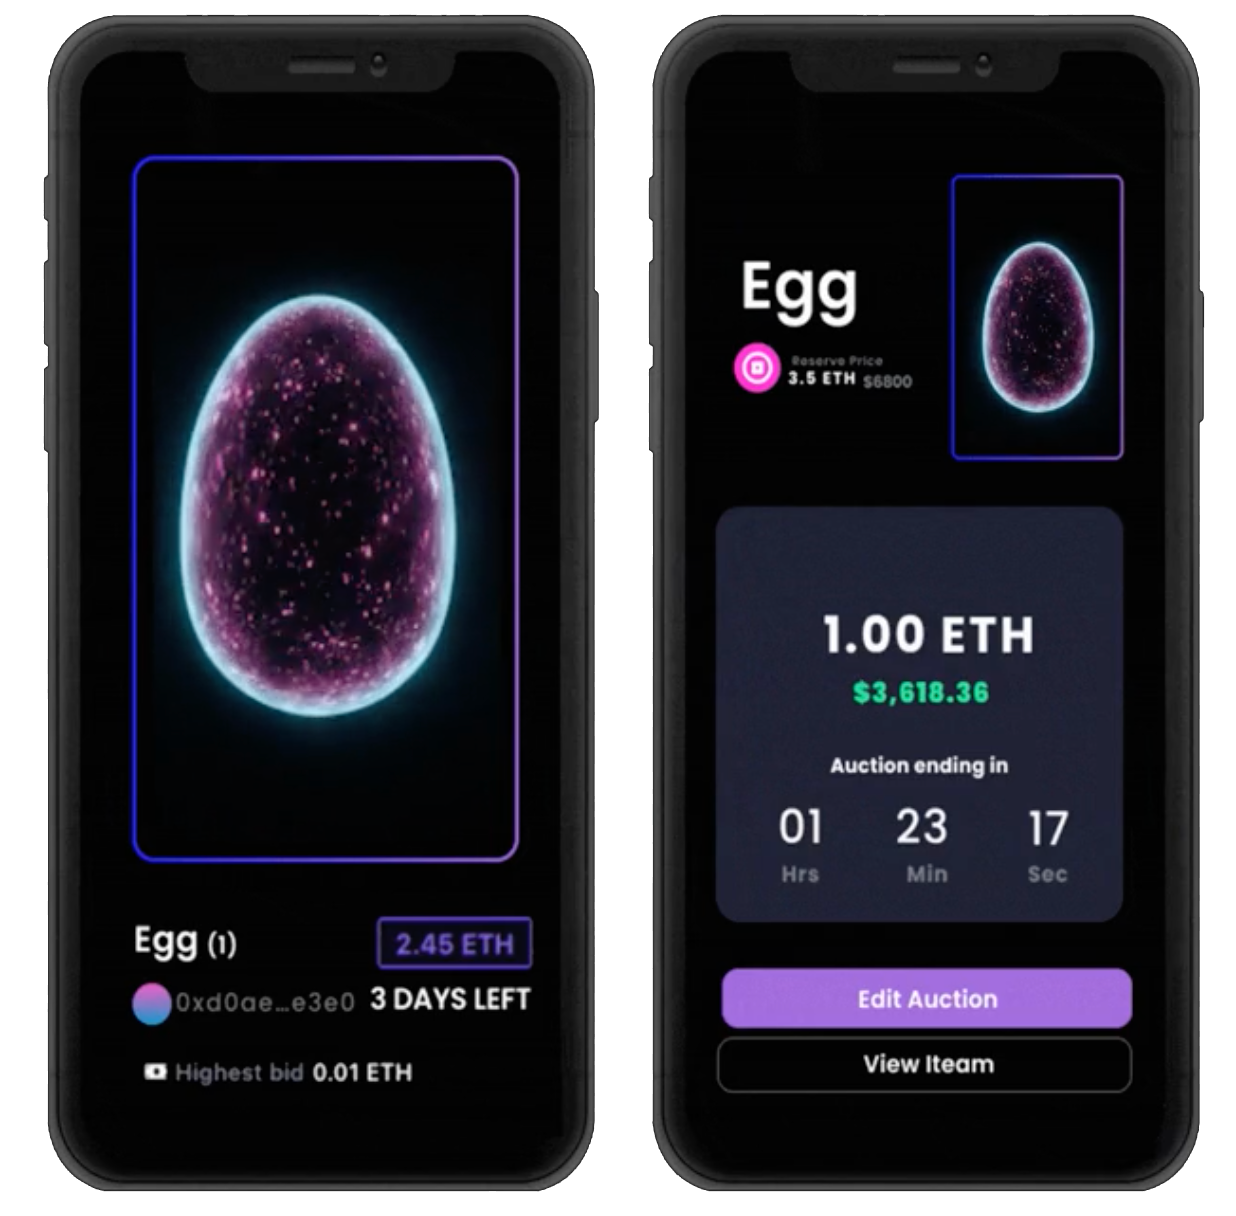 Egg (1)
2.45 ETH
0xd0ae...e3e0 3 DAYS LEFT
Highest bid 0.01 ETH
Egg
Reserve Price
3.5 ETH $6800
1.00 ETH
$3,618.36
Auction ending in
01 23 17
Hrs Min Sec
Edit Auction
View Iteam